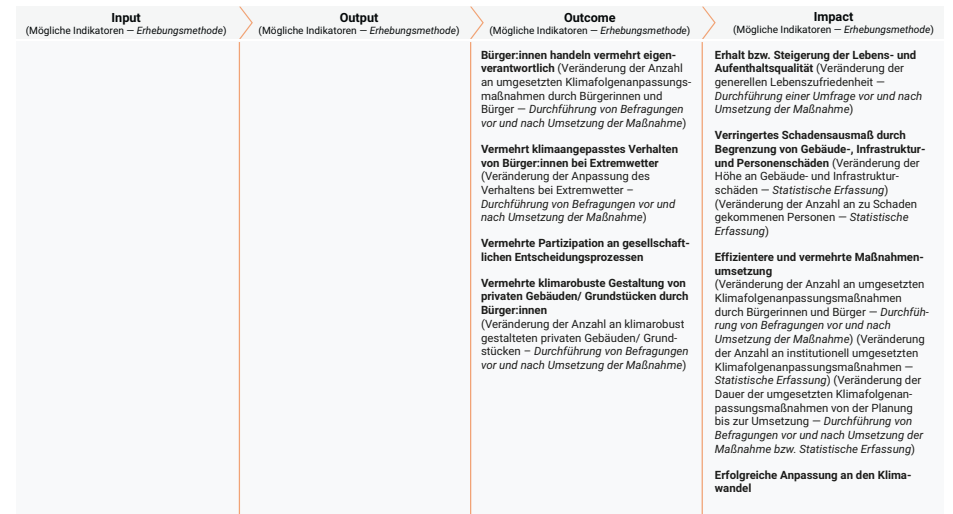 Input
(Mögliche Indikatoren — Erhebungsmethode)
Output
(Mögliche Indikatoren — Erhebungsmethode)
Outcome
(Mögliche Indikatoren — Erhebungsmethode)
Impact
(Mögliche Indikatoren — Erhebungsmethode)
Bürger:innen handeln vermehrt eigen-
verantwortlich (Veränderung der Anzahl
an umgesetzten Klimafolgenanpassungs-
maßnahmen durch Bürgerinnen und
Bürger — Durchführung von Befragungen
vor und nach Umsetzung der Maßnahme)
Vermehrt klimaangepasstes Verhalten
von Bürger:innen bei Extremwetter
(Veränderung der Anpassung des
Verhaltens bei Extremwetter –
Durchführung von Befragungen vor und
nach Umsetzung der Maßnahme)
Vermehrte Partizipation an gesellschaft-
lichen Entscheidungsprozessen
Vermehrte klimarobuste Gestaltung von
privaten Gebäuden/ Grundstücken durch
Bürger:innen
(Veränderung der Anzahl an klimarobust
gestalteten privaten Gebäuden/ Grund-
stücken – Durchführung von Befragungen
vor und nach Umsetzung der Maßnahme)
Erhalt bzw. Steigerung der Lebens- und
Aufenthaltsqualität (Veränderung der
generellen Lebenszufriedenheit —
Durchführung einer Umfrage vor und nach
Umsetzung der Maßnahme)
Verringertes Schadensausmaß durch
Begrenzung von Gebäude-, Infrastruktur-
und Personenschäden (Veränderung der
Höhe an Gebäude- und Infrastruktur-
schäden — Statistische Erfassung)
(Veränderung der Anzahl an zu Schaden
gekommenen Personen — Statistische
Erfassung)
Effizientere und vermehrte Maßnahmen-
umsetzung
(Veränderung der Anzahl an umgesetzten
Klimafolgenanpassungsmaßnahmen
durch Bürgerinnen und Bürger — Durchfüh-
rung von Befragungen vor und nach
Umsetzung der Maßnahme) (Veränderung
der Anzahl an institutionell umgesetzten
Klimafolgenanpassungsmaßnahmen —
Statistische Erfassung) (Veränderung der
Dauer der umgesetzten Klimafolgenan-
passungsmaßnahmen von der Planung
bis zur Umsetzung — Durchführung von
Befragungen vor und nach Umsetzung der
Maßnahme bzw. Statistische Erfassung)
Erfolgreiche Anpassung an den Klima-
wandel